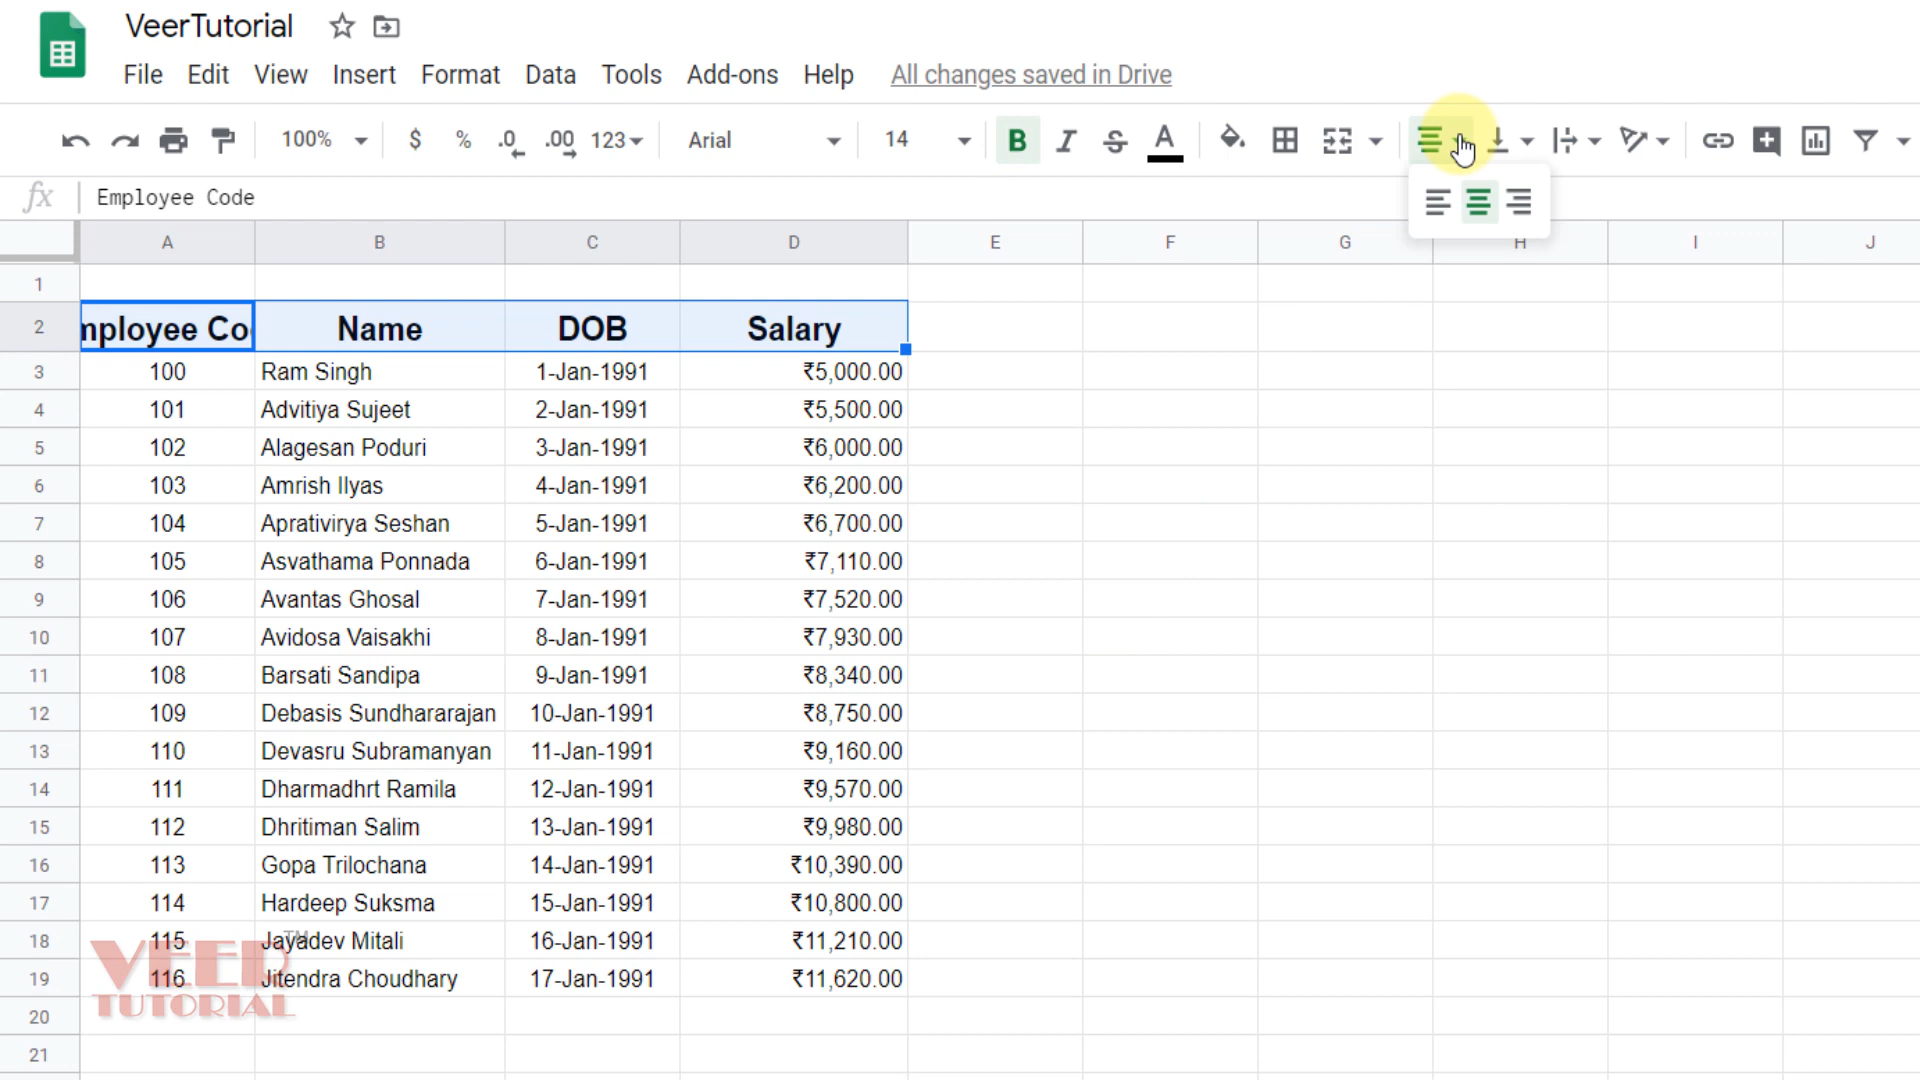 VeerTutorial
File Edit View Insert Format Data Tools Add-ons Help All changes saved in Drive
100% $ % .0 .00 123 Arial 14 B I S A
fx Employee Code
A B C D E F G H I J
1
2 mployee Co Name DOB Salary
3 100 Ram Singh 1-Jan-1991 ₹5,000.00
4 101 Advitiya Sujeet 2-Jan-1991 ₹5,500.00
5 102 Alagesan Poduri 3-Jan-1991 ₹6,000.00
6 103 Amrish Ilyas 4-Jan-1991 ₹6,200.00
7 104 Aprativirya Seshan 5-Jan-1991 ₹6,700.00
8 105 Asvathama Ponnada 6-Jan-1991 ₹7,110.00
9 106 Avantas Ghosal 7-Jan-1991 ₹7,520.00
10 107 Avidosa Vaisakhi 8-Jan-1991 ₹7,930.00
11 108 Barsati Sandipa 9-Jan-1991 ₹8,340.00
12 109 Debasis Sundhararajan 10-Jan-1991 ₹8,750.00
13 110 Devasru Subramanyan 11-Jan-1991 ₹9,160.00
14 111 Dharmadhrt Ramila 12-Jan-1991 ₹9,570.00
15 112 Dhritiman Salim 13-Jan-1991 ₹9,980.00
16 113 Gopa Trilochana 14-Jan-1991 ₹10,390.00
17 114 Hardeep Suksma 15-Jan-1991 ₹10,800.00
18 115 Jayadev Mitali 16-Jan-1991 ₹11,210.00
19 116 Jitendra Choudhary 17-Jan-1991 ₹11,620.00
20
21
VEER TM
TUTORIAL